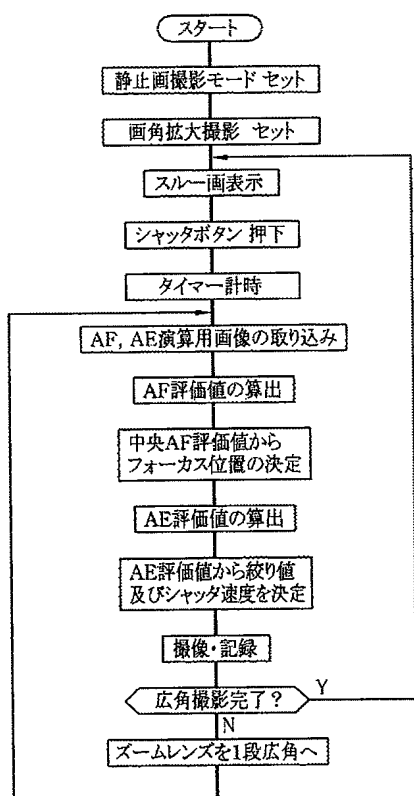 スタート
静止画撮影モード セット
画角拡大撮影 セット
スルー画表示
シャッタボタン 押下
タイマー計時
AF, AE演算用画像の取り込み
AF評価値の算出
中央AF評価値から
フォーカス位置の決定
AE評価値の算出
AE評価値から絞り値
及びシャッタ速度を決定
撮像・記録
広角撮影完了?
Y
N
ズームレンズを1段広角へ